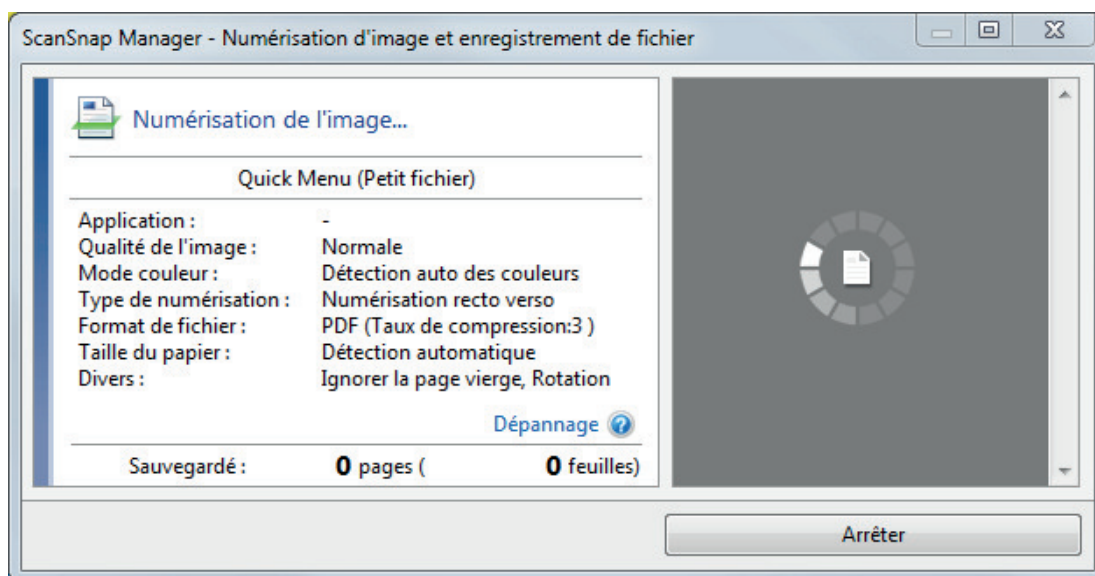 ScanSnap Manager - Numérisation d'image et enregistrement de fichier
Numérisation de l'image...
Quick Menu (Petit fichier)
Application : -
Qualité de l'image : Normale
Mode couleur : Détection auto des couleurs
Type de numérisation : Numérisation recto verso
Format de fichier : PDF (Taux de compression:3 )
Taille du papier : Détection automatique
Divers : Ignorer la page vierge, Rotation
Dépannage
Sauvegardé : 0 pages ( 0 feuilles)
Arrêter